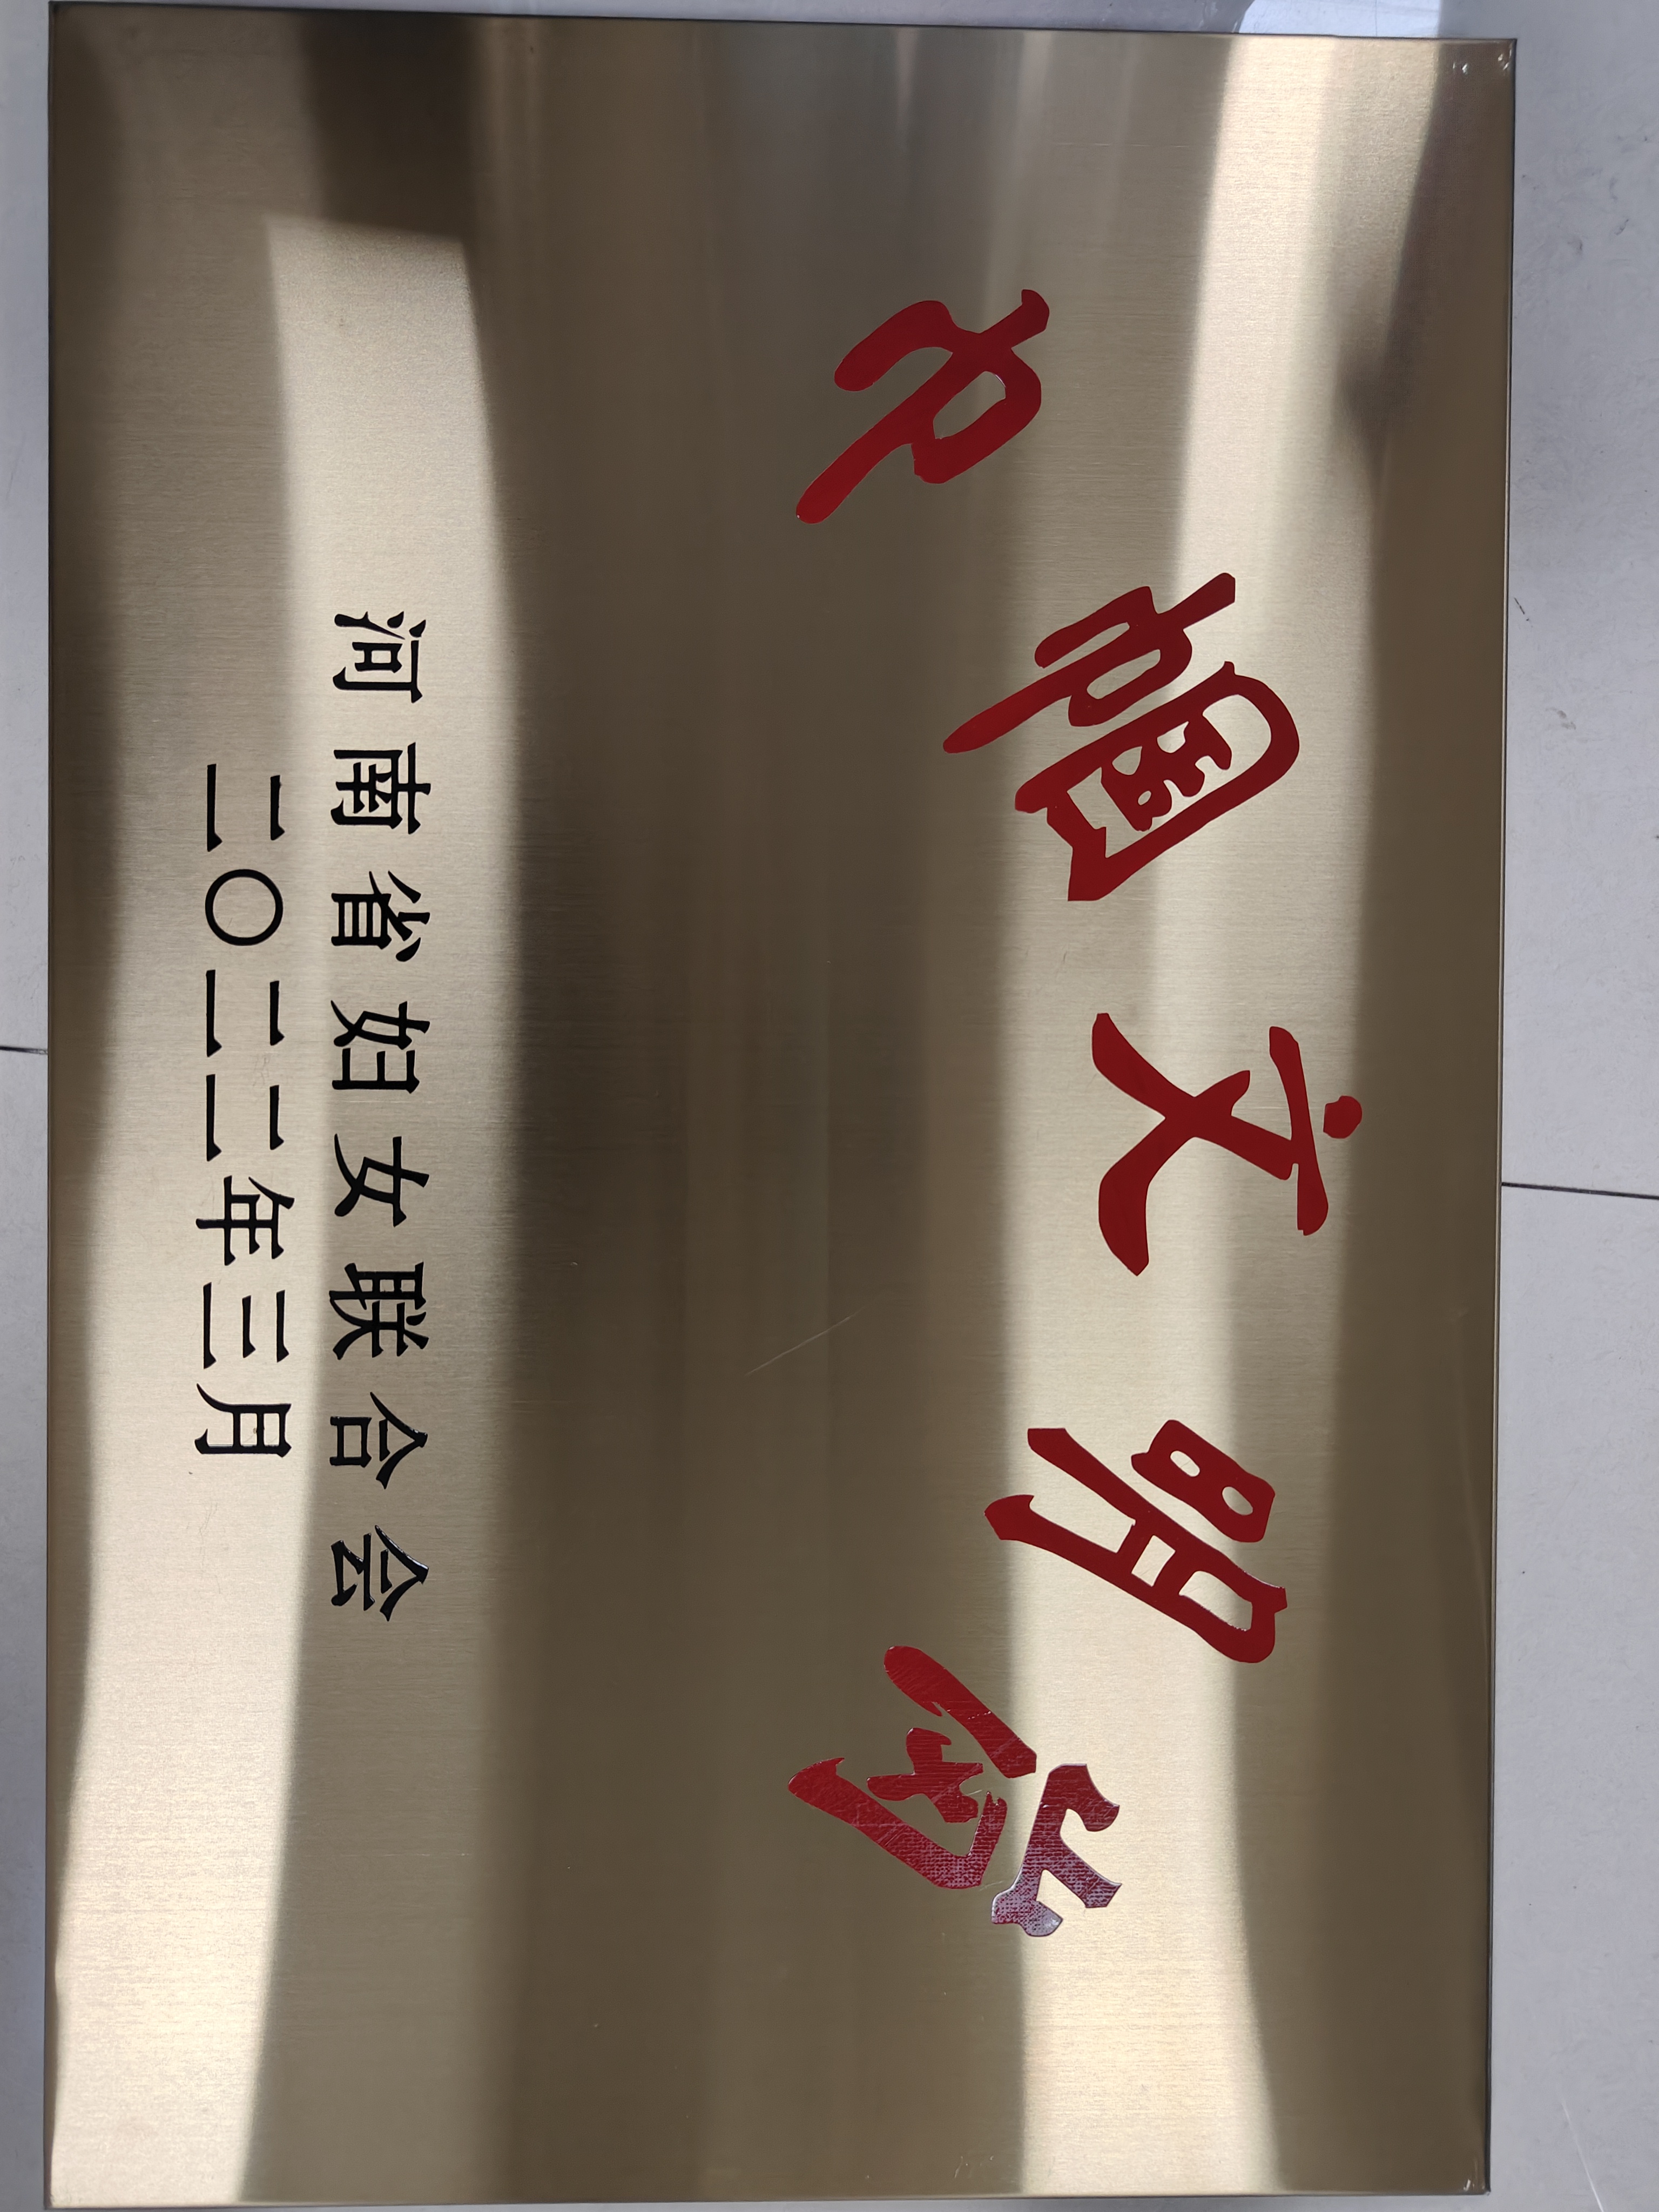 巾帼文明岗
河南省妇女联合会
二〇二二年三月